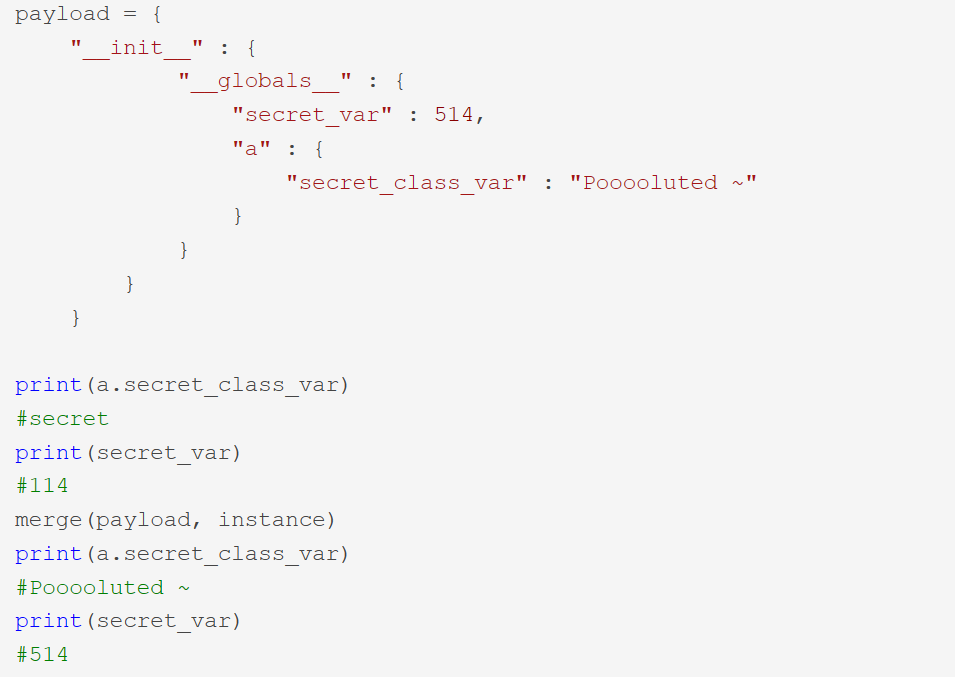 payload = {
    "__init__" : {
            "__globals__" : {
                "secret_var" : 514,
                "a" : {
                    "secret_class_var" : "Pooooluted ~"
                }
            }
        }
    }

print(a.secret_class_var)
#secret
print(secret_var)
#114
merge(payload, instance)
print(a.secret_class_var)
#Pooooluted ~
print(secret_var)
#514